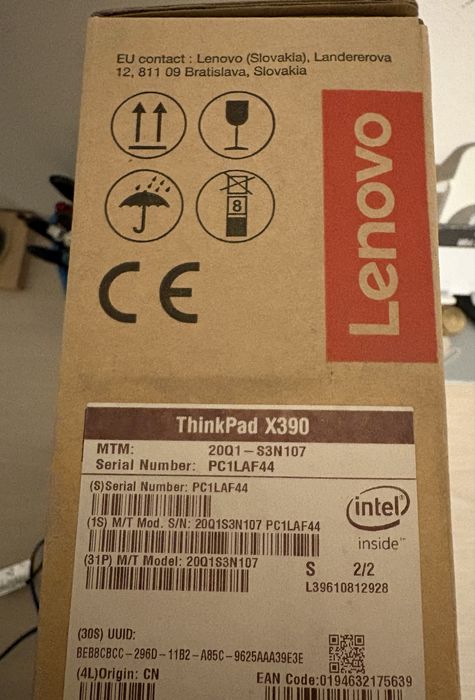 EU contact : Lenovo (Slovakia), Landererova
12, 811 09 Bratislava, Slovakia
8
Lenovo
CE
ThinkPad X390
MTM: 20Q1-S3N107
Serial Number: PC1LAF44
(S)Serial Number: PC1LAF44
(1S) M/T Mod. S/N: 20Q1S3N107 PC1LAF44
(31P) M/T Model: 20Q1S3N107
intel
inside™
S 2/2
L39610812928
(30S) UUID:
BEB8CBCC-296D-11B2-A85C-9625AAA39E3E
(4L)Origin: CN
EAN Code:0194632175639